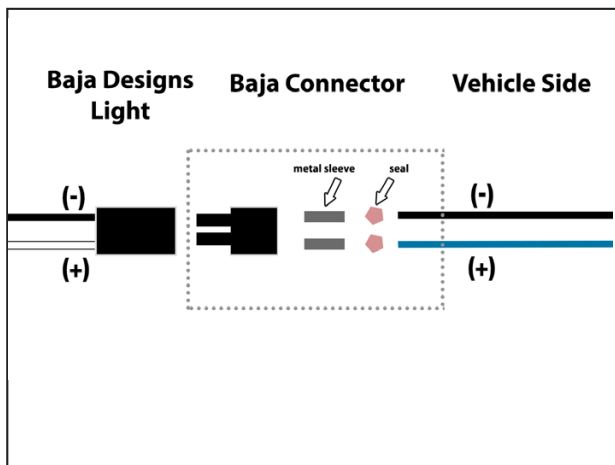 Baja Designs
Light
Baja Connector
Vehicle Side
metal sleeve
seal
(-)
(-)
(+)
(+)